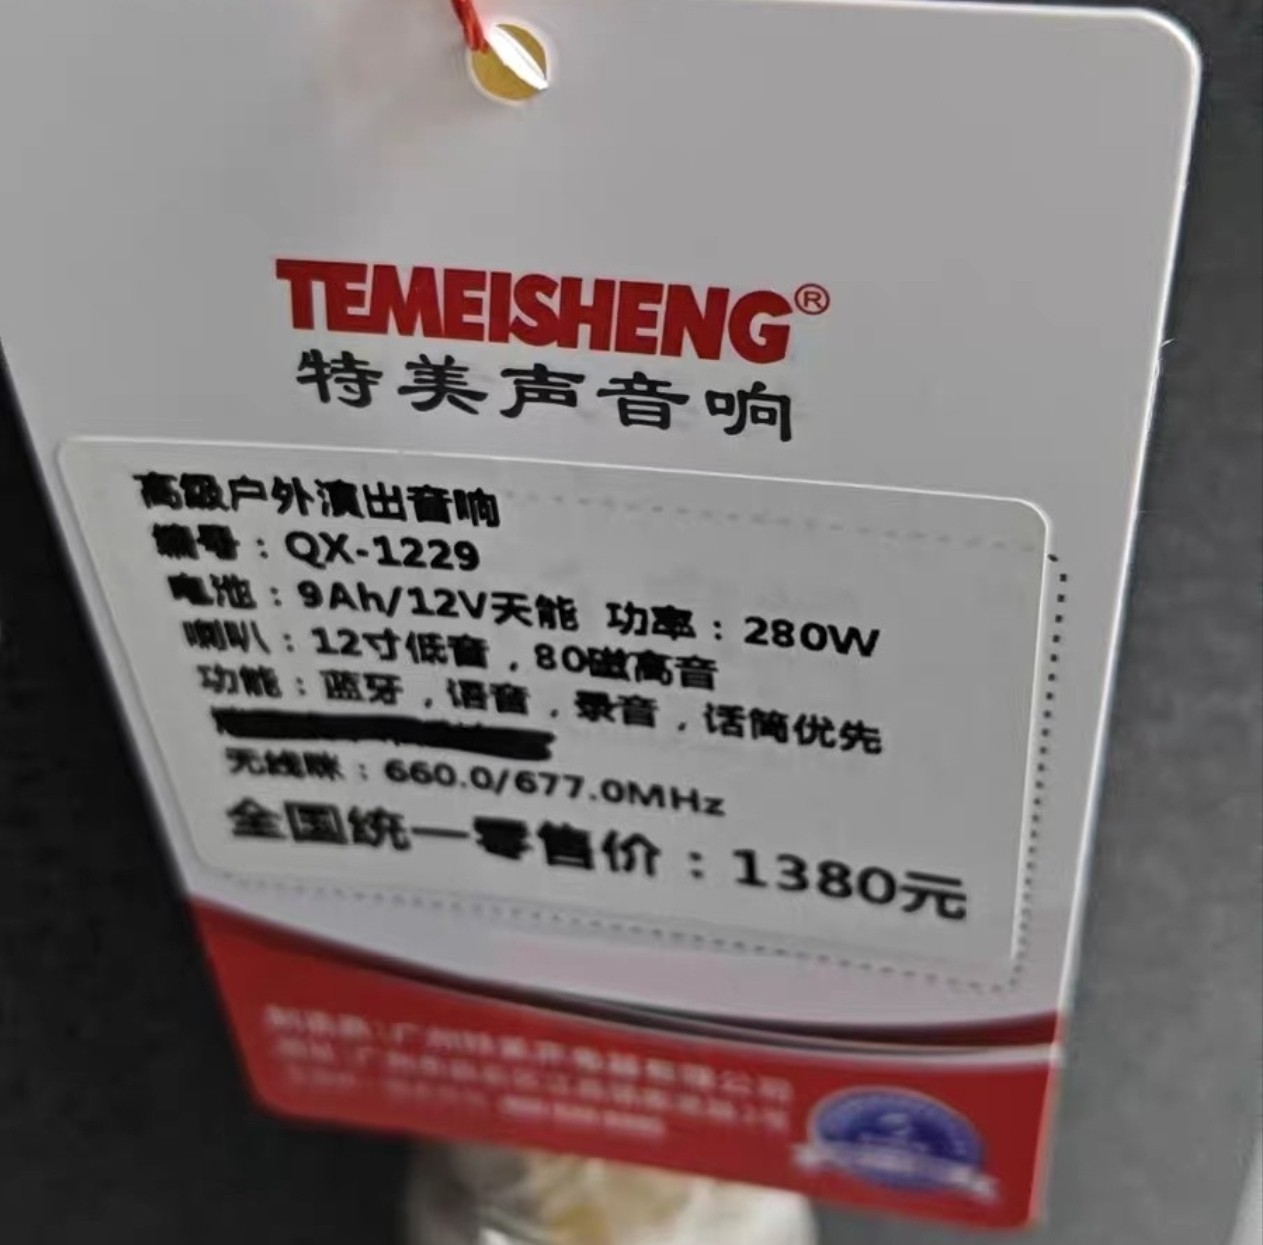 TEMEISHENG®
特美声音响
高级户外演出音响
编号：QX-1229
电池：9Ah/12V天能 功率：280W
喇叭：12寸低音，80磁高音
功能：蓝牙，语音，录音，话筒优先
无线咪：660.0/677.0MHz
全国统一零售价：1380元